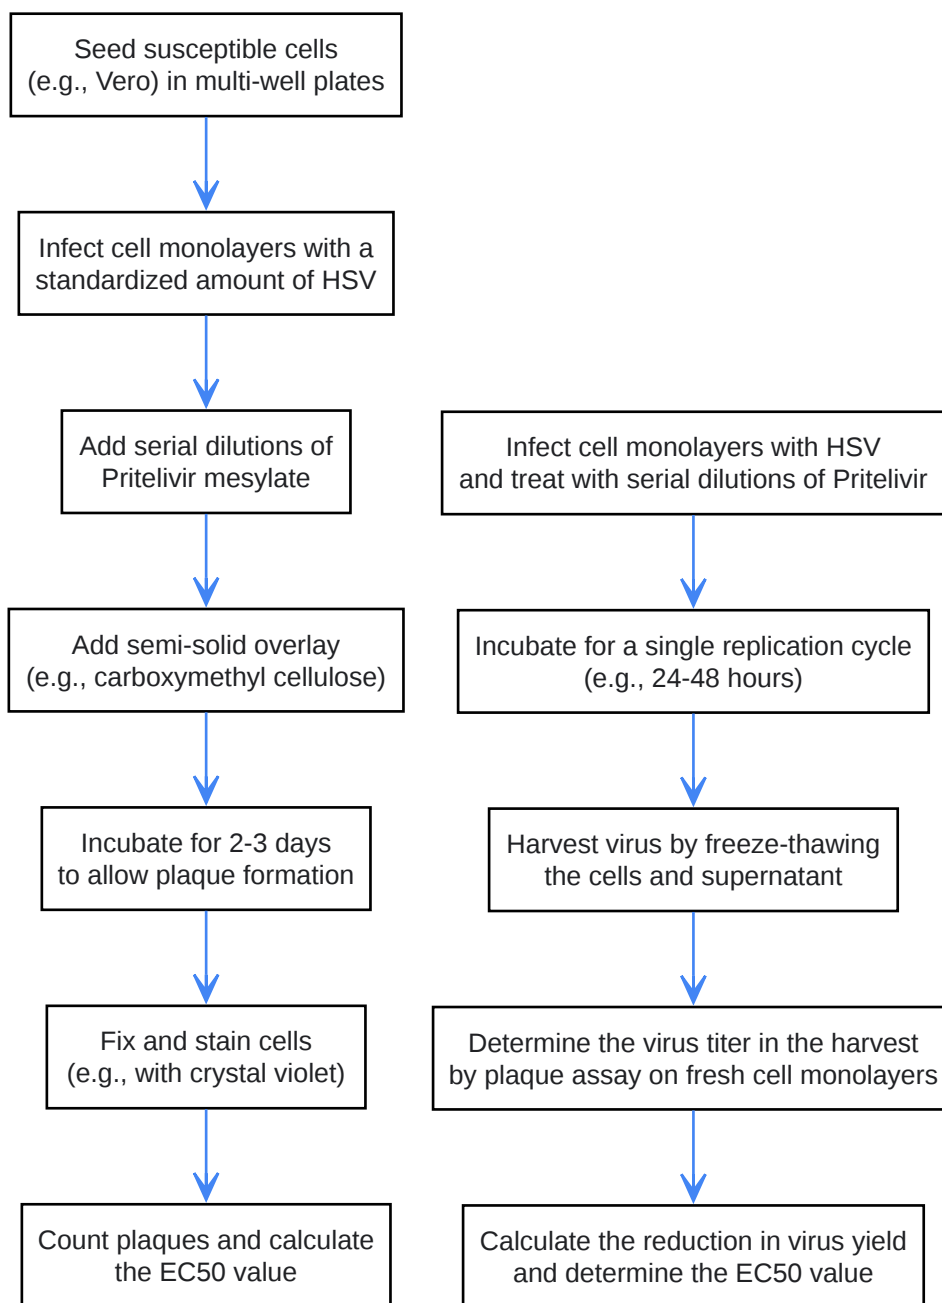 Seed susceptible cells
(e.g., Vero) in multi-well plates
Infect cell monolayers with a
standardized amount of HSV
Add serial dilutions of
Pritelivir mesylate
Add semi-solid overlay
(e.g., carboxymethyl cellulose)
Incubate for 2-3 days
to allow plaque formation
Fix and stain cells
(e.g., with crystal violet)
Count plaques and calculate
the EC50 value
Infect cell monolayers with HSV
and treat with serial dilutions of Pritelivir
Incubate for a single replication cycle
(e.g., 24-48 hours)
Harvest virus by freeze-thawing
the cells and supernatant
Determine the virus titer in the harvest
by plaque assay on fresh cell monolayers
Calculate the reduction in virus yield
and determine the EC50 value